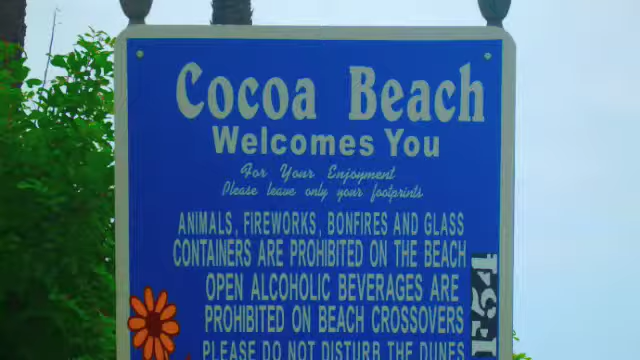 Cocoa Beach
Welcomes You
For Your Enjoyment
Please leave only your footprints
ANIMALS, FIREWORKS, BONFIRES AND GLASS
CONTAINERS ARE PROHIBITED ON THE BEACH
OPEN ALCOHOLIC BEVERAGES ARE
PROHIBITED ON BEACH CROSSOVERS
PLEASE DO NOT DISTURB THE DUNES
F54